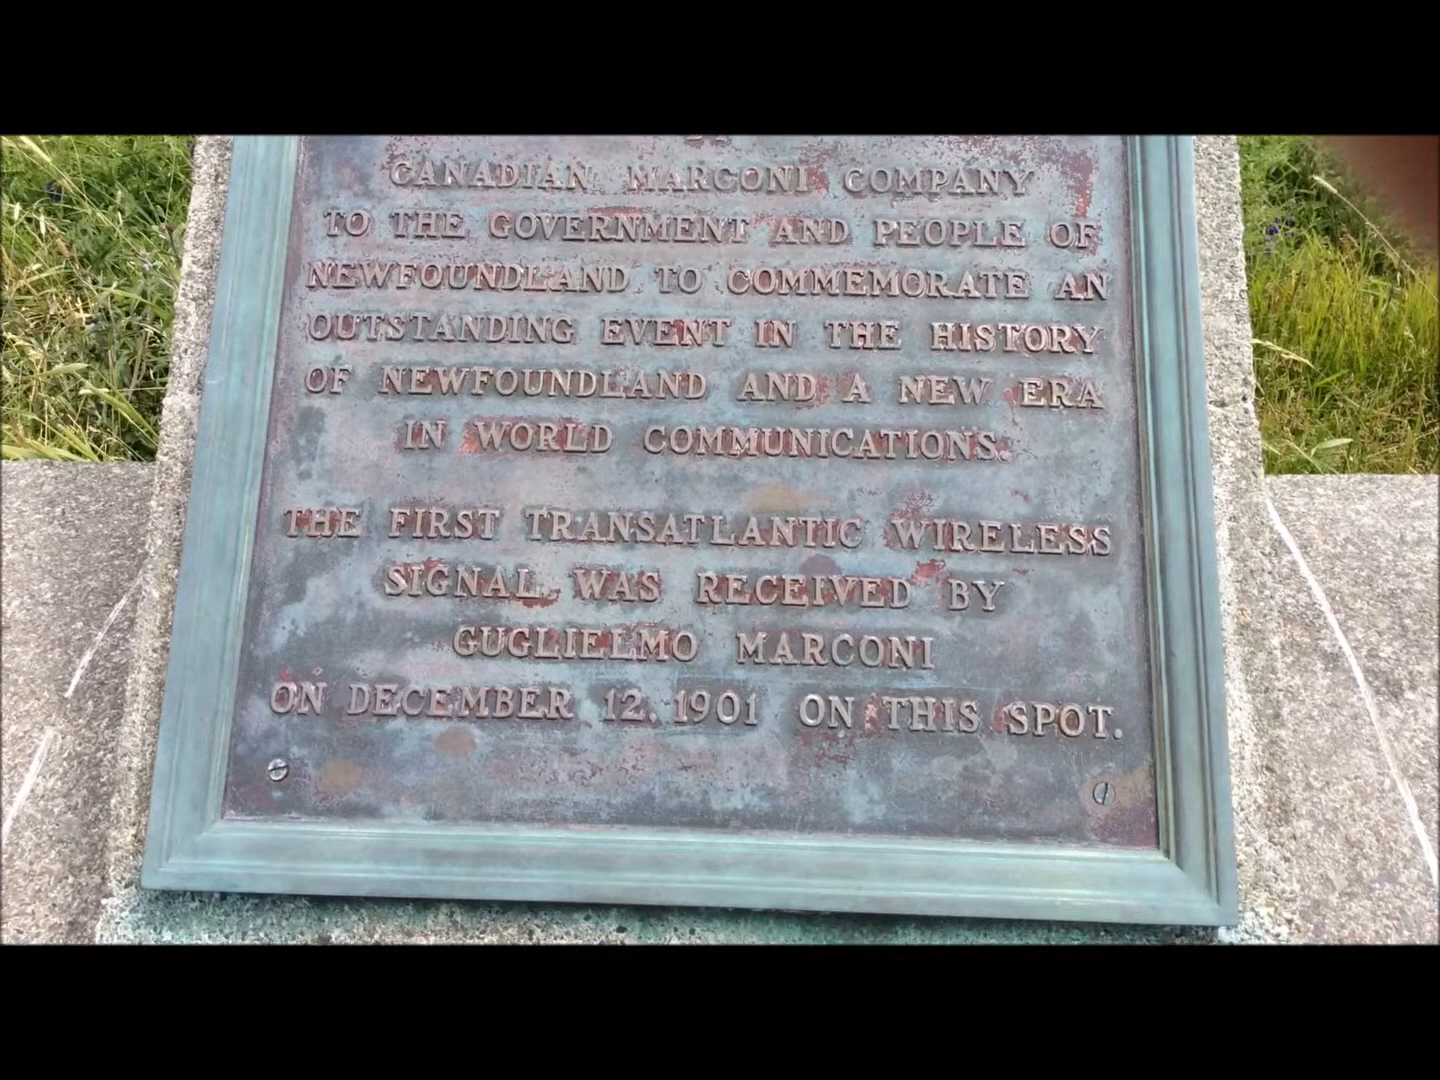 CANADIAN MARCONI COMPANY
TO THE GOVERNMENT AND PEOPLE OF
NEWFOUNDLAND TO COMMEMORATE AN
OUTSTANDING EVENT IN THE HISTORY
OF NEWFOUNDLAND AND A NEW ERA
IN WORLD COMMUNICATIONS.
THE FIRST TRANSATLANTIC WIRELESS
SIGNAL WAS RECEIVED BY
GUGLIELMO MARCONI
ON DECEMBER 12. 1901 ON THIS SPOT.